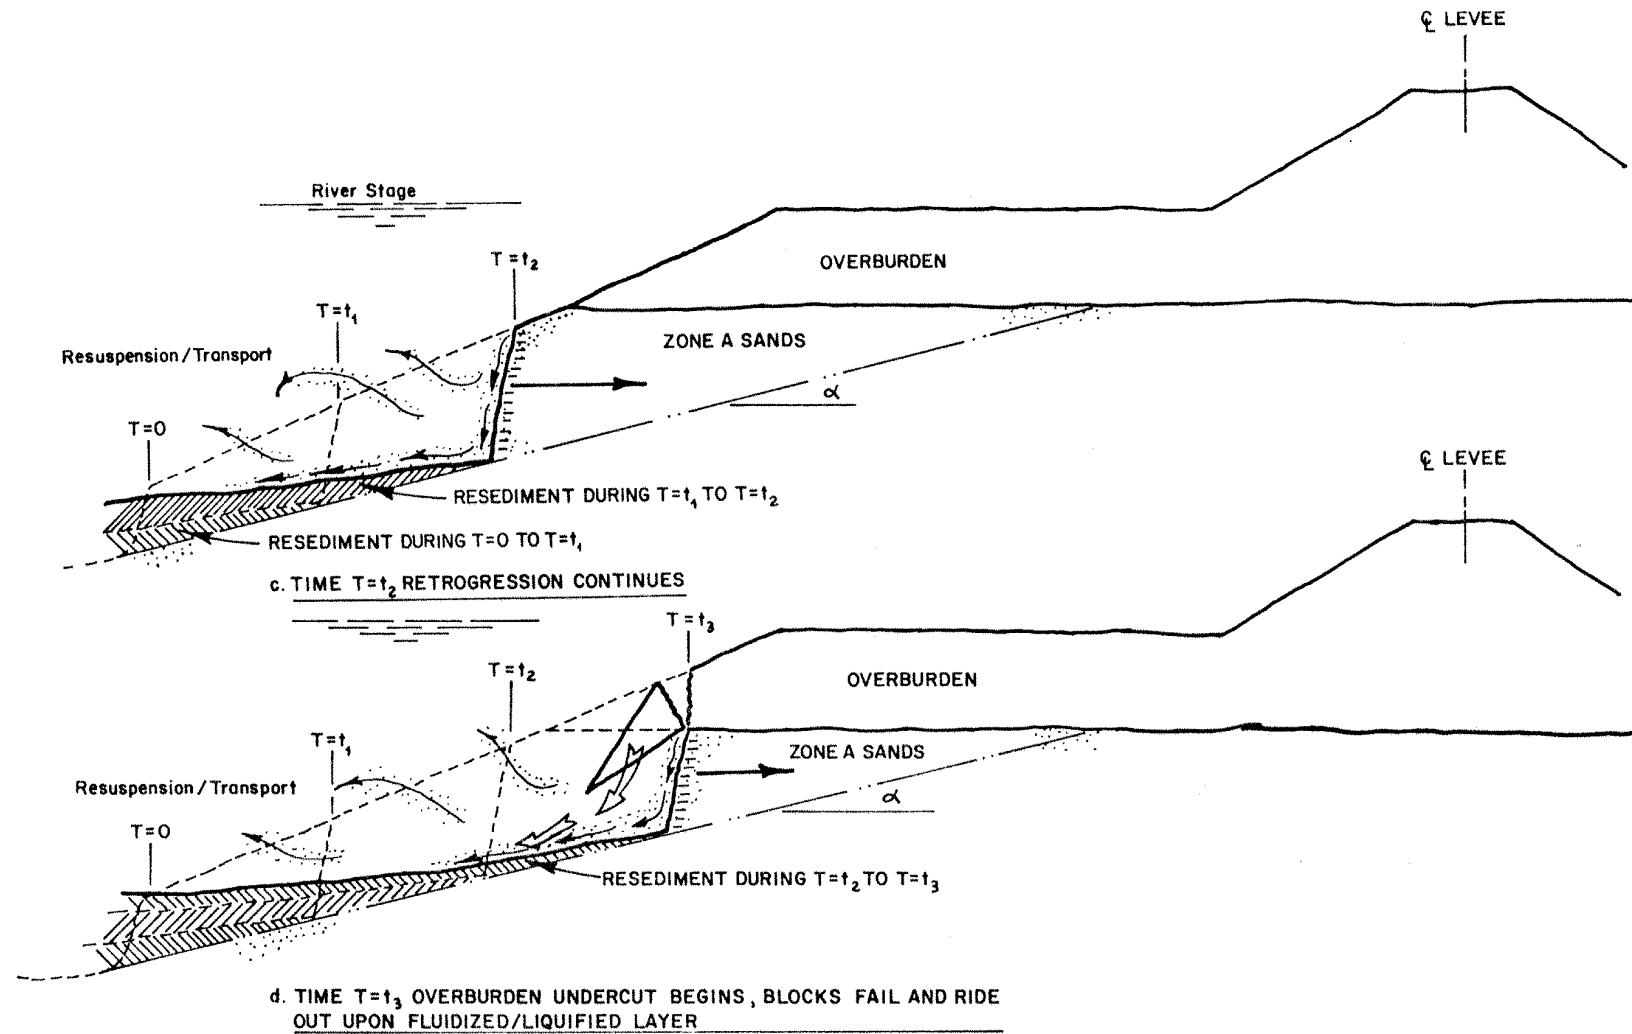 ℄ LEVEE
River Stage
T=t₂
OVERBURDEN
T=t₁
ZONE A SANDS
Resuspension/Transport
α
T=0
RESEDIMENT DURING T=t₁ TO T=t₂
RESEDIMENT DURING T=0 TO T=t₁
c. TIME T=t₂ RETROGRESSION CONTINUES
℄ LEVEE
T=t₃
T=t₂
OVERBURDEN
T=t₁
ZONE A SANDS
Resuspension/Transport
α
T=0
RESEDIMENT DURING T=t₂ TO T=t₃
d. TIME T=t₃ OVERBURDEN UNDERCUT BEGINS, BLOCKS FAIL AND RIDE
OUT UPON FLUIDIZED/LIQUIFIED LAYER